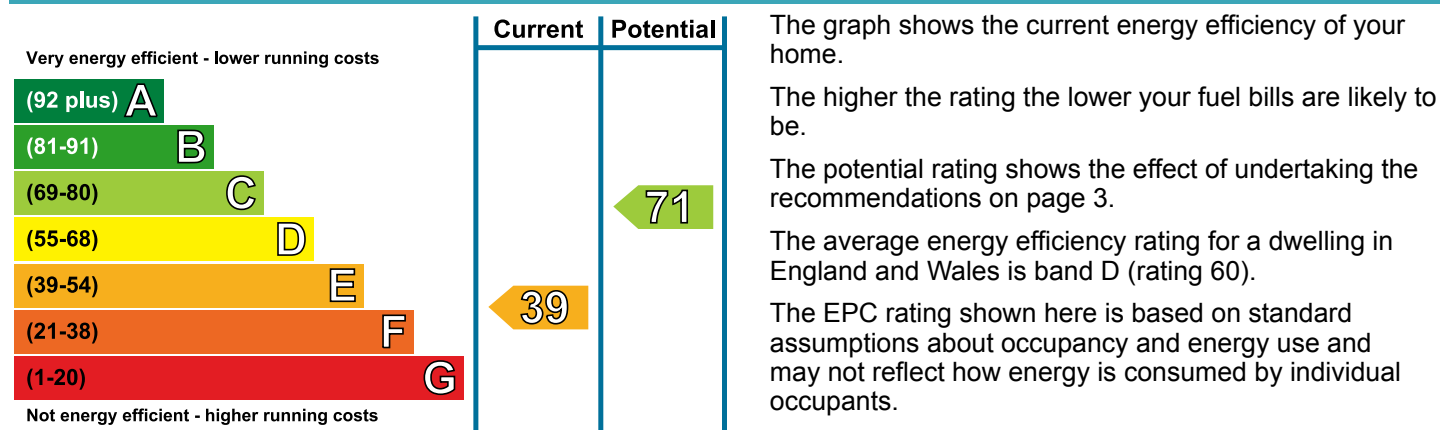 Current Potential
Very energy efficient - lower running costs
(92 plus) A
(81-91) B
(69-80) C
(55-68) D
(39-54) E
(21-38) F
(1-20) G
Not energy efficient - higher running costs
39
71
The graph shows the current energy efficiency of your
home.
The higher the rating the lower your fuel bills are likely to
be.
The potential rating shows the effect of undertaking the
recommendations on page 3.
The average energy efficiency rating for a dwelling in
England and Wales is band D (rating 60).
The EPC rating shown here is based on standard
assumptions about occupancy and energy use and
may not reflect how energy is consumed by individual
occupants.